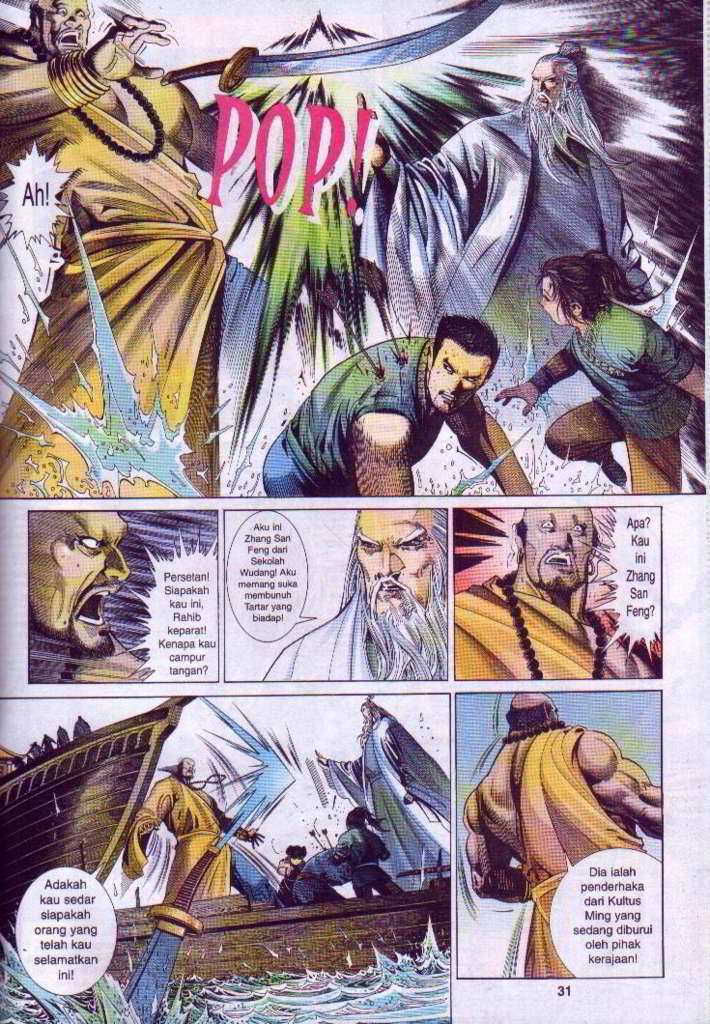 POP!
Ah!
Persetan!
Siapakah
kau ini,
Rahib
keparat!
Kenapa kau
campur
tangan?
Aku ini
Zhang San
Feng dari
Sekolah
Wudang! Aku
memang suka
membunuh
Tartar yang
biadap!
Apa?
Kau
ini
Zhang
San
Feng?
Adakah
kau sedar
siapakah
orang yang
telah kau
selamatkan
ini!
Dia ialah
penderhaka
dari Kultus
Ming yang
sedang diburui
oleh pihak
kerajaan!
31